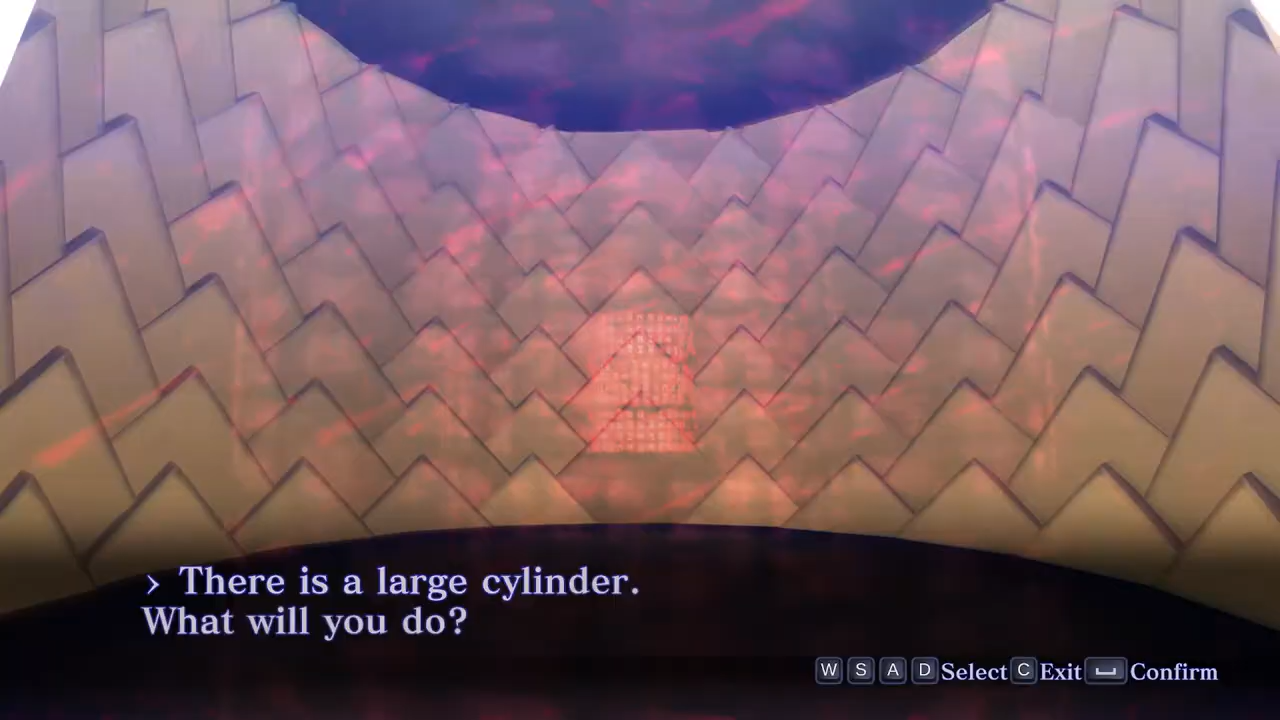 › There is a large cylinder.
What will you do?
W S A D Select C Exit Confirm